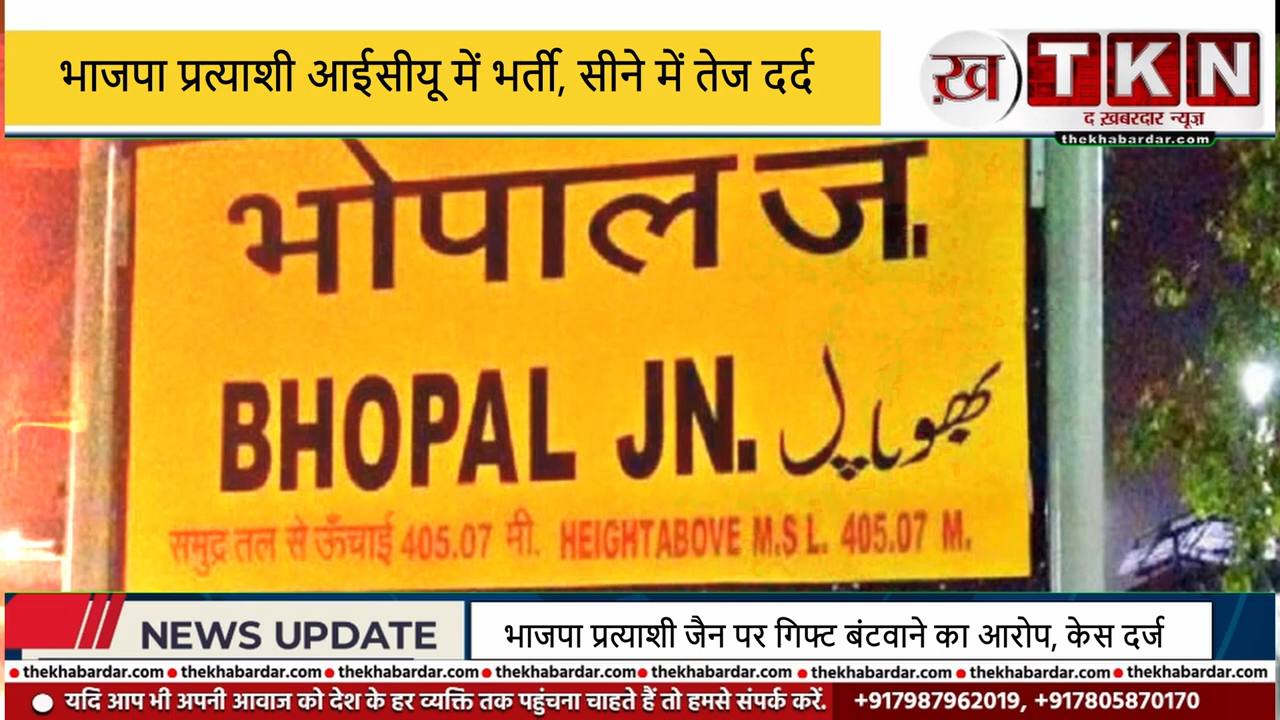 भाजपा प्रत्याशी आईसीयू में भर्ती, सीने में तेज दर्द
ख़ TKN
द ख़बरदार न्यूज़
thekhabardar.com
भोपाल ज.
BHOPAL JN. بھوپال
समुद्र तल से ऊँचाई 405.07 मी. HEIGHT ABOVE M.S L. 405.07 M.
NEWS UPDATE
भाजपा प्रत्याशी जैन पर गिफ्ट बंटवाने का आरोप, केस दर्ज
thekhabardar.com thekhabardar.com thekhabardar.com thekhabardar.com thekhabardar.com thekhabardar.com thekhabardar.com thekhabardar.com
यदि आप भी अपनी आवाज को देश के हर व्यक्ति तक पहुंचना चाहते हैं तो हमसे संपर्क करें. +917987962019, +917805870170